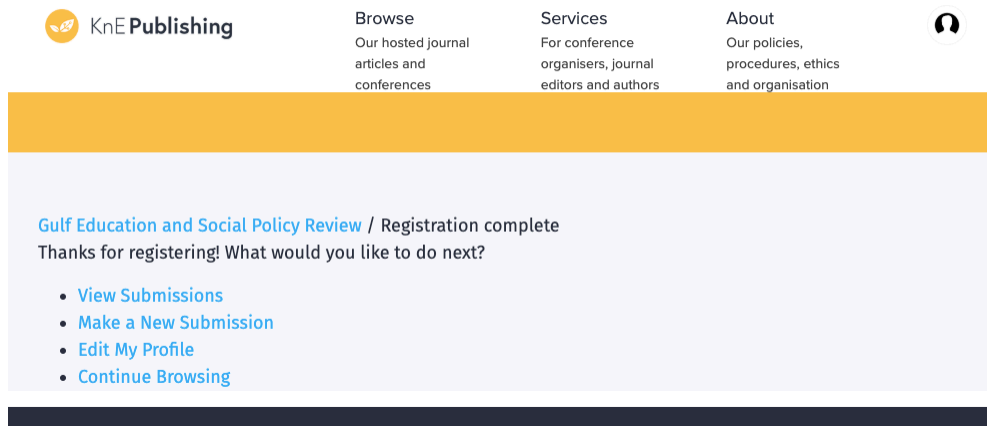 KnE Publishing
Browse
Our hosted journal
articles and
conferences
Services
For conference
organisers, journal
editors and authors
About
Our policies,
procedures, ethics
and organisation
Gulf Education and Social Policy Review / Registration complete
Thanks for registering! What would you like to do next?
• View Submissions
• Make a New Submission
• Edit My Profile
• Continue Browsing